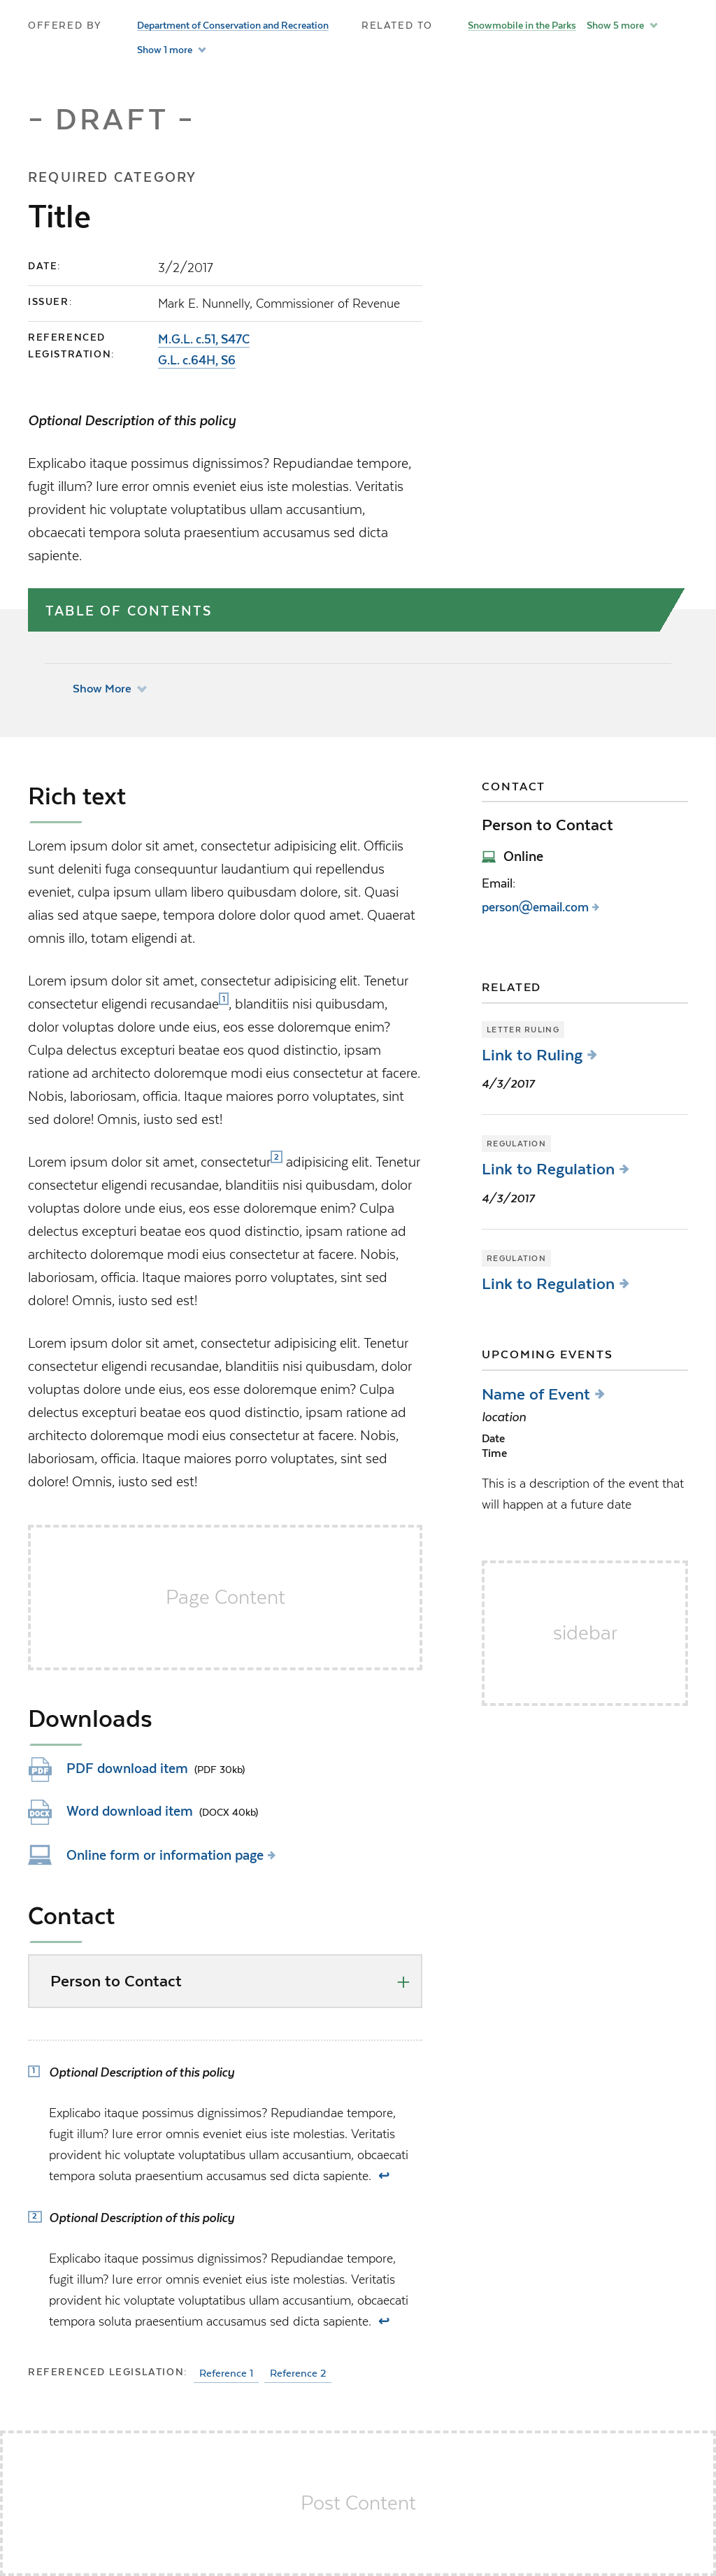 OFFERED BY
Department of Conservation and Recreation
Show 1 more
RELATED TO
Snowmobile in the Parks Show 5 more
– DRAFT –
REQUIRED CATEGORY
Title
DATE: 3/2/2017
ISSUER: Mark E. Nunnelly, Commissioner of Revenue
REFERENCED LEGISTRATION:
M.G.L. c.51, S47C
G.L. c.64H, S6
Optional Description of this policy
Explicabo itaque possimus dignissimos? Repudiandae tempore,
fugit illum? Iure error omnis eveniet eius iste molestias. Veritatis
provident hic voluptate voluptatibus ullam accusantium,
obcaecati tempora soluta praesentium accusamus sed dicta
sapiente.
TABLE OF CONTENTS
Show More
Rich text
Lorem ipsum dolor sit amet, consectetur adipisicing elit. Officiis
sunt deleniti fuga consequuntur laudantium qui repellendus
eveniet, culpa ipsum ullam libero quibusdam dolore, sit. Quasi
alias sed atque saepe, tempora dolore dolor quod amet. Quaerat
omnis illo, totam eligendi at.
Lorem ipsum dolor sit amet, consectetur adipisicing elit. Tenetur
consectetur eligendi recusandae1, blanditiis nisi quibusdam,
dolor voluptas dolore unde eius, eos esse doloremque enim?
Culpa delectus excepturi beatae eos quod distinctio, ipsam
ratione ad architecto doloremque modi eius consectetur at facere.
Nobis, laboriosam, officia. Itaque maiores porro voluptates, sint
sed dolore! Omnis, iusto sed est!
Lorem ipsum dolor sit amet, consectetur2 adipisicing elit. Tenetur
consectetur eligendi recusandae, blanditiis nisi quibusdam, dolor
voluptas dolore unde eius, eos esse doloremque enim? Culpa
delectus excepturi beatae eos quod distinctio, ipsam ratione ad
architecto doloremque modi eius consectetur at facere. Nobis,
laboriosam, officia. Itaque maiores porro voluptates, sint sed
dolore! Omnis, iusto sed est!
Lorem ipsum dolor sit amet, consectetur adipisicing elit. Tenetur
consectetur eligendi recusandae, blanditiis nisi quibusdam, dolor
voluptas dolore unde eius, eos esse doloremque enim? Culpa
delectus excepturi beatae eos quod distinctio, ipsam ratione ad
architecto doloremque modi eius consectetur at facere. Nobis,
laboriosam, officia. Itaque maiores porro voluptates, sint sed
dolore! Omnis, iusto sed est!
Page Content
Downloads
PDF
PDF download item (PDF 30kb)
DOCX
Word download item (DOCX 40kb)
Online form or information page
Contact
Person to Contact
1 Optional Description of this policy
Explicabo itaque possimus dignissimos? Repudiandae tempore,
fugit illum? Iure error omnis eveniet eius iste molestias. Veritatis
provident hic voluptate voluptatibus ullam accusantium, obcaecati
tempora soluta praesentium accusamus sed dicta sapiente. ↩
2 Optional Description of this policy
Explicabo itaque possimus dignissimos? Repudiandae tempore,
fugit illum? Iure error omnis eveniet eius iste molestias. Veritatis
provident hic voluptate voluptatibus ullam accusantium, obcaecati
tempora soluta praesentium accusamus sed dicta sapiente. ↩
REFERENCED LEGISLATION: Reference 1 Reference 2
CONTACT
Person to Contact
Online
Email:
person@email.com
RELATED
LETTER RULING
Link to Ruling
4/3/2017
REGULATION
Link to Regulation
4/3/2017
REGULATION
Link to Regulation
UPCOMING EVENTS
Name of Event
location
Date
Time
This is a description of the event that
will happen at a future date
sidebar
Post Content